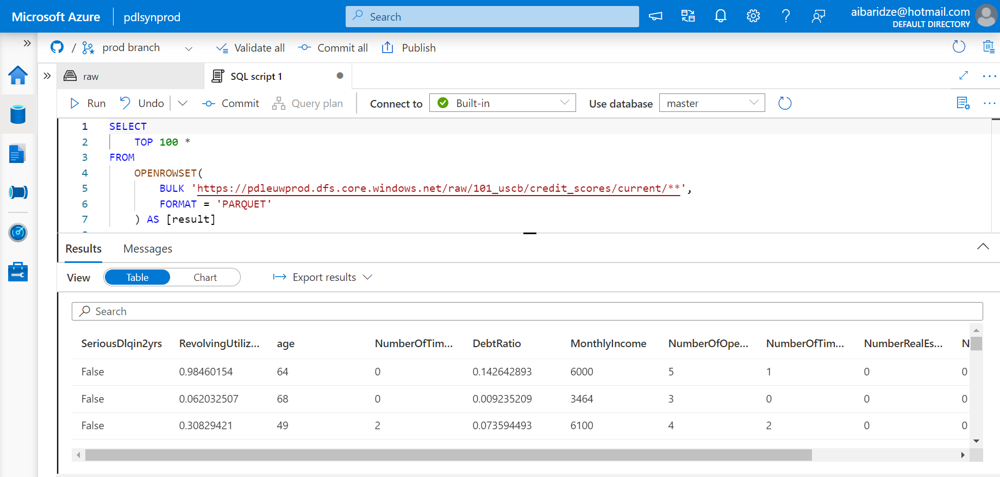 Microsoft Azure pdlsynprod Search aibaridze@hotmail.com
DEFAULT DIRECTORY
/ prod branch Validate all Commit all Publish
raw SQL script 1
Run Undo Commit Query plan Connect to Built-in Use database master
1 SELECT
2 TOP 100 *
3 FROM
4 OPENROWSET(
5 BULK 'https://pdleuwprod.dfs.core.windows.net/raw/101_uscb/credit_scores/current/**',
6 FORMAT = 'PARQUET'
7 ) AS [result]
Results Messages
View Table Chart Export results
Search
SeriousDlqin2yrs RevolvingUtiliz... age NumberOfTim... DebtRatio MonthlyIncome NumberOfOpe... NumberOfTim... NumberRealEs... N
False 0.98460154 64 0 0.142642893 6000 5 1 0 0
False 0.062032507 68 0 0.009235209 3464 3 0 0 0
False 0.30829421 49 2 0.073594493 6100 4 2 0 0